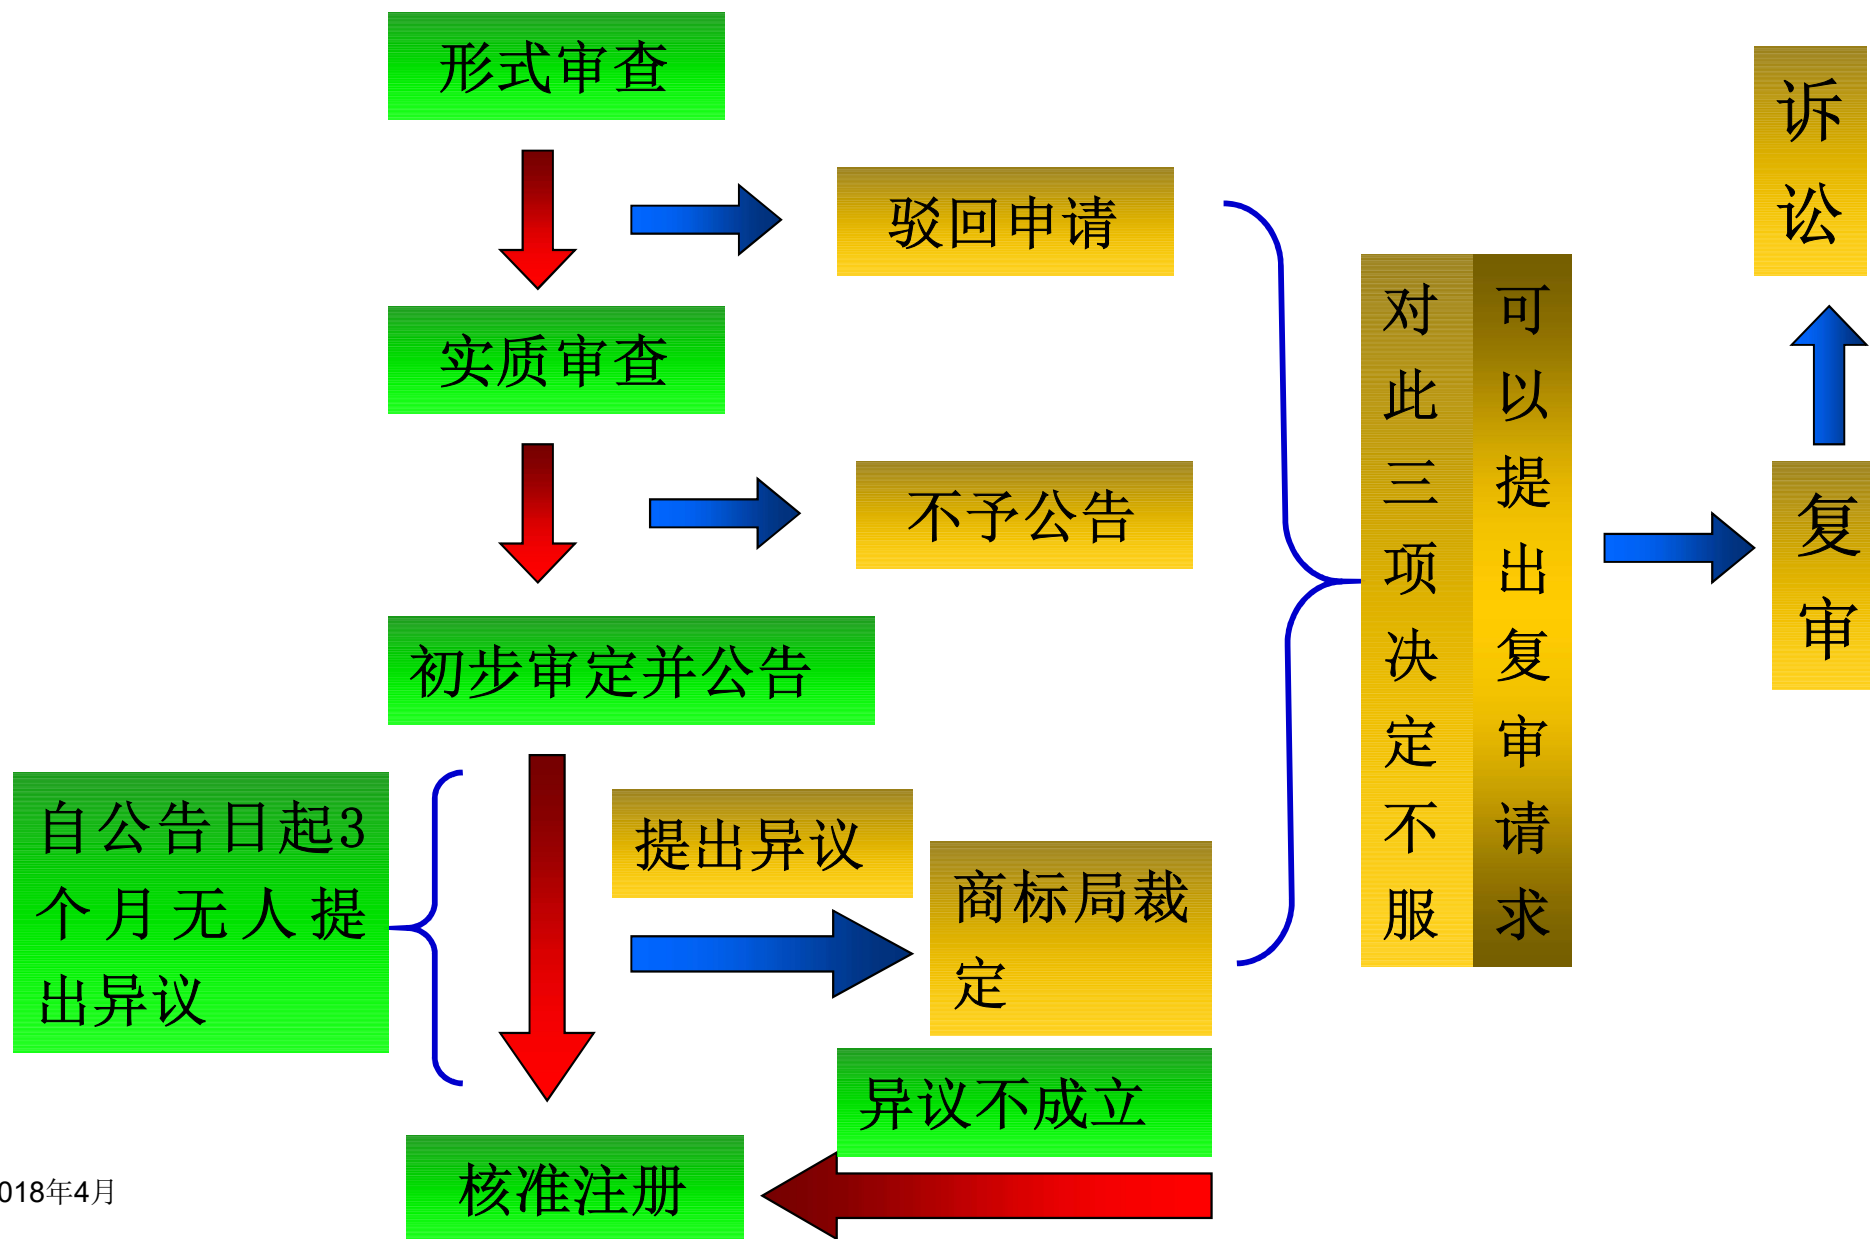 形式审查
驳回申请
实质审查
不予公告
初步审定并公告
自公告日起3
个月无人提
出异议
提出异议
商标局裁
定
异议不成立
核准注册
对此三项决定不服
可以提出复审请求
复审
诉讼
018年4月